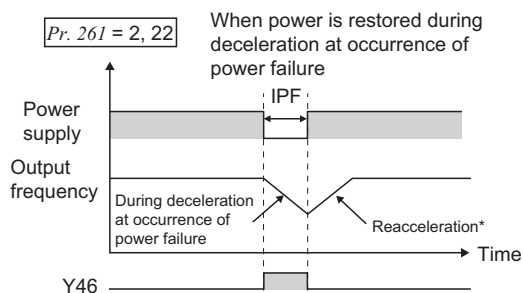 Pr. 261 = 2, 22
When power is restored during
deceleration at occurrence of
power failure
IPF
Power
supply
Output
frequency
During deceleration
at occurrence of
power failure
Reacceleration*
Time
Y46